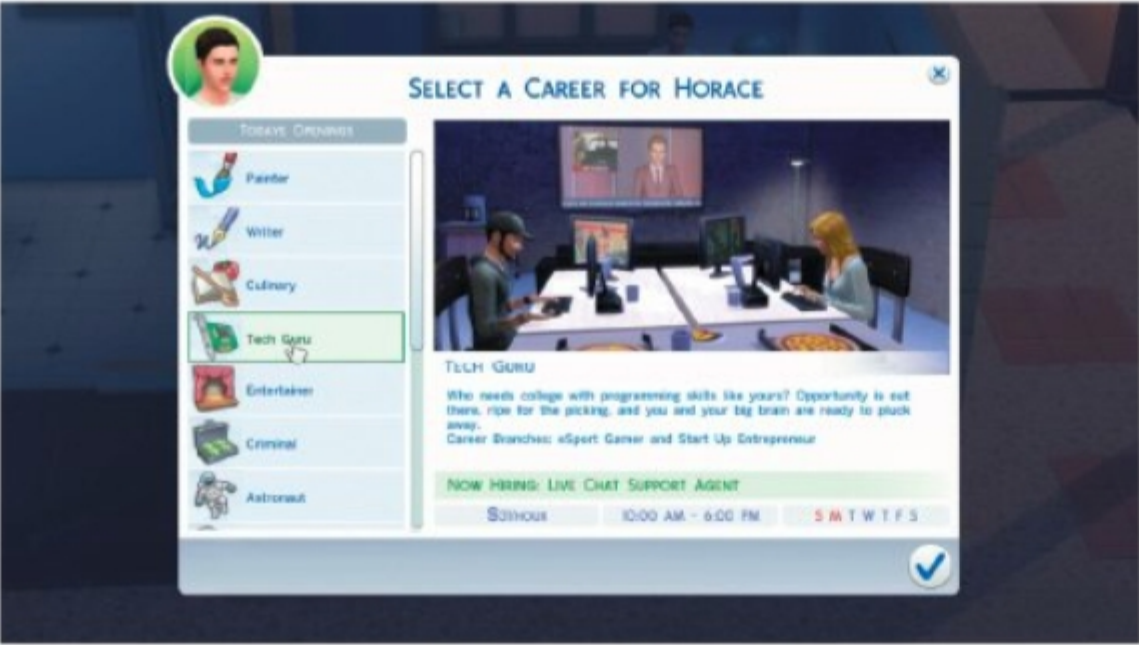 SELECT A CAREER FOR HORACE
TODAYS OPENINGS
Painter
Writer
Culinary
Tech Guru
Entertainer
Criminal
Astronaut
TECH GURU
Who needs college with programming skills like yours? Opportunity is out
there, ripe for the picking, and you and your big brain are ready to pluck
away.
Career Branches: eSport Gamer and Start Up Entrepreneur
NOW HIRING: LIVE CHAT SUPPORT AGENT
10:00 AM - 6:00 PM
S M T W T F S